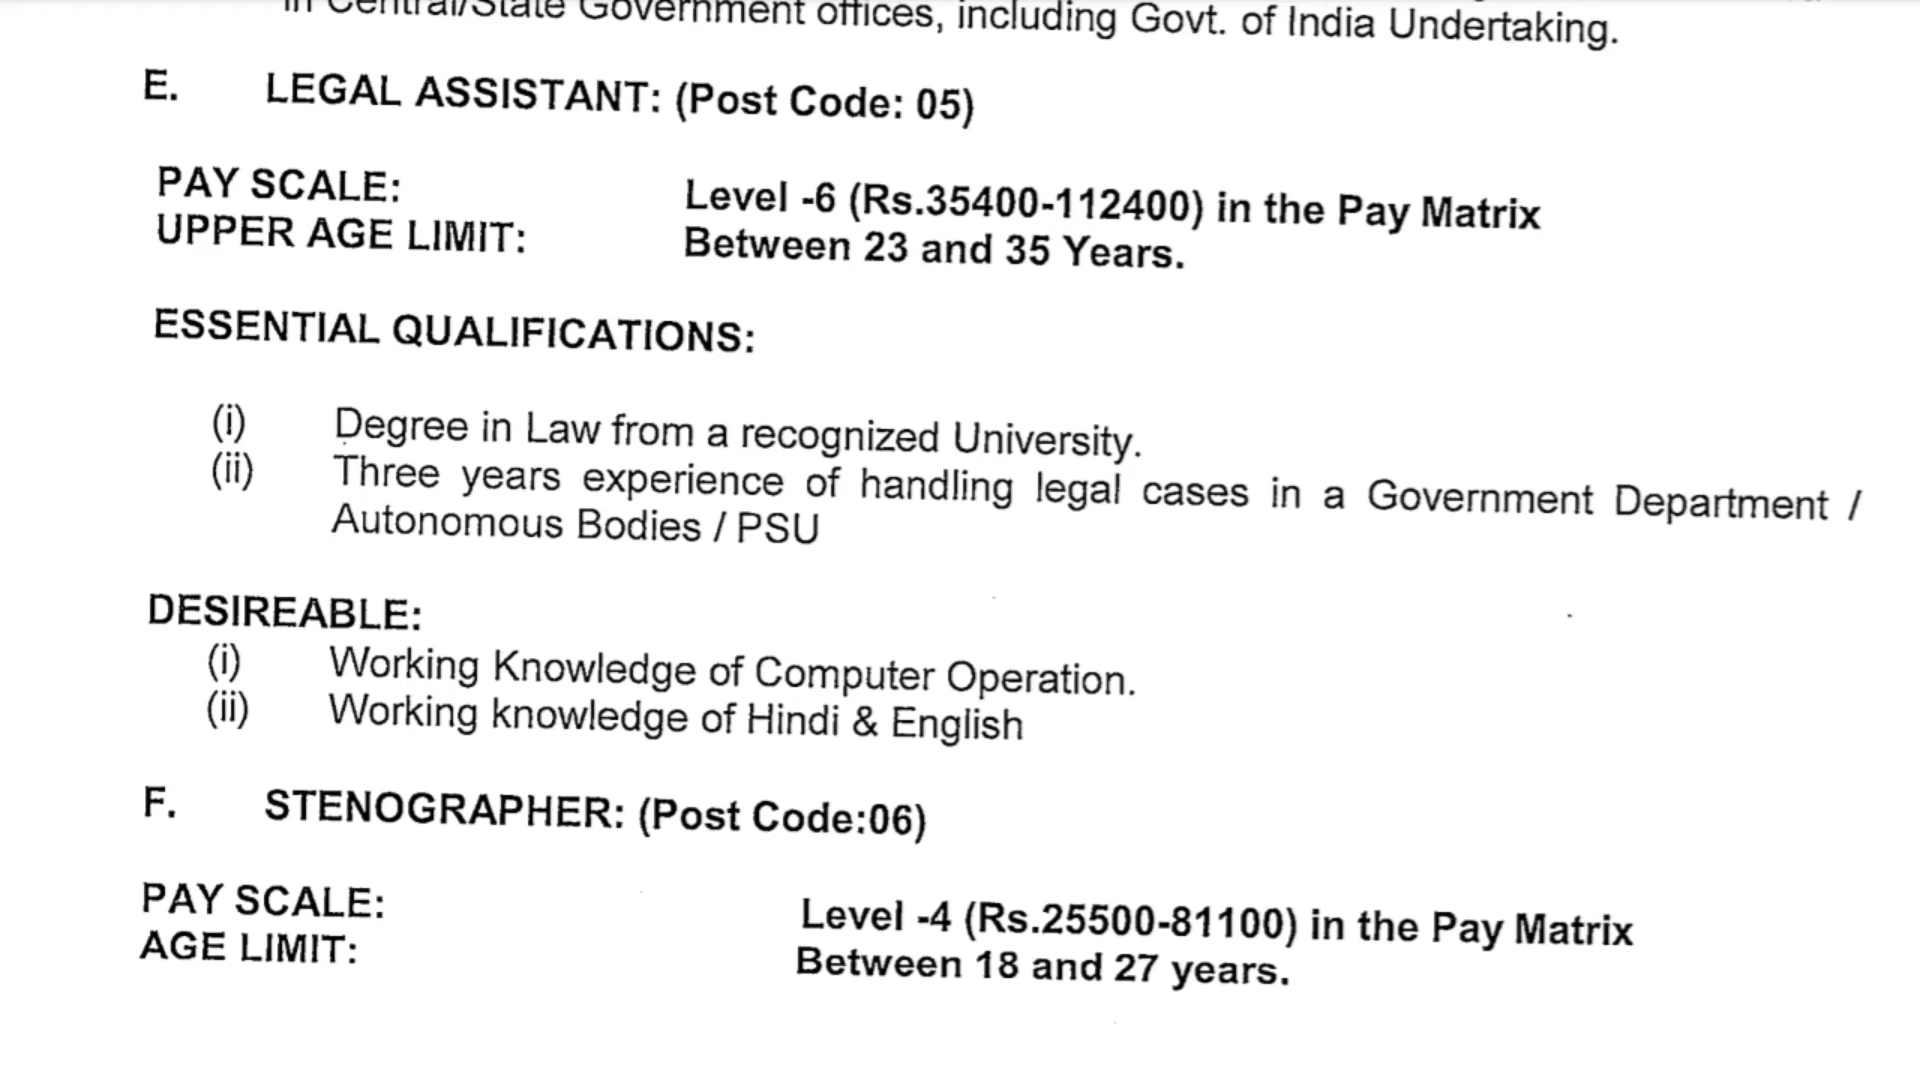 in Central/State Government offices, including Govt. of India Undertaking.
E. LEGAL ASSISTANT: (Post Code: 05)
PAY SCALE: Level -6 (Rs.35400-112400) in the Pay Matrix
UPPER AGE LIMIT: Between 23 and 35 Years.
ESSENTIAL QUALIFICATIONS:
(i) Degree in Law from a recognized University.
(ii) Three years experience of handling legal cases in a Government Department /
Autonomous Bodies / PSU
DESIREABLE:
(i) Working Knowledge of Computer Operation.
(ii) Working knowledge of Hindi & English
F. STENOGRAPHER: (Post Code:06)
PAY SCALE: Level -4 (Rs.25500-81100) in the Pay Matrix
AGE LIMIT: Between 18 and 27 years.